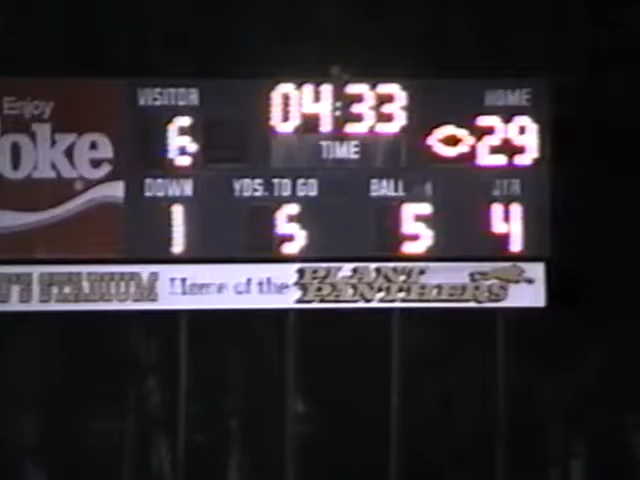 Enjoy
oke
VISITOR
04:33
HOME
6
TIME
29
DOWN
YDS. TO GO
BALL
QTR
1
5
5
4
STADIUM Home of the PLANT PANTHERS